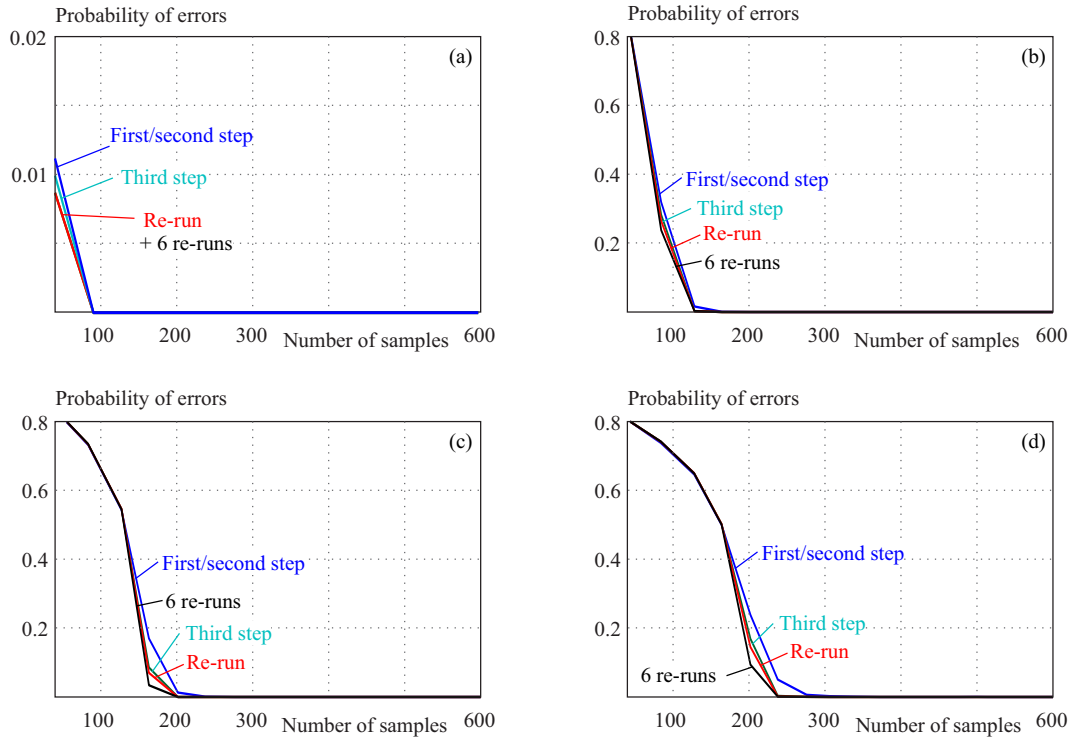 Probability of errors
0.02
(a)
First/second step
0.01
Third step
Re-run
+ 6 re-runs
100
200
300
Number of samples
600
Probability of errors
0.8
(b)
0.6
0.4
First/second step
Third step
0.2
Re-run
6 re-runs
100
200
300
Number of samples
600
Probability of errors
0.8
(c)
0.6
0.4
First/second step
6 re-runs
0.2
Third step
Re-run
100
200
300
Number of samples
600
Probability of errors
0.8
(d)
0.6
0.4
First/second step
0.2
Third step
Re-run
6 re-runs
100
200
300
Number of samples
600